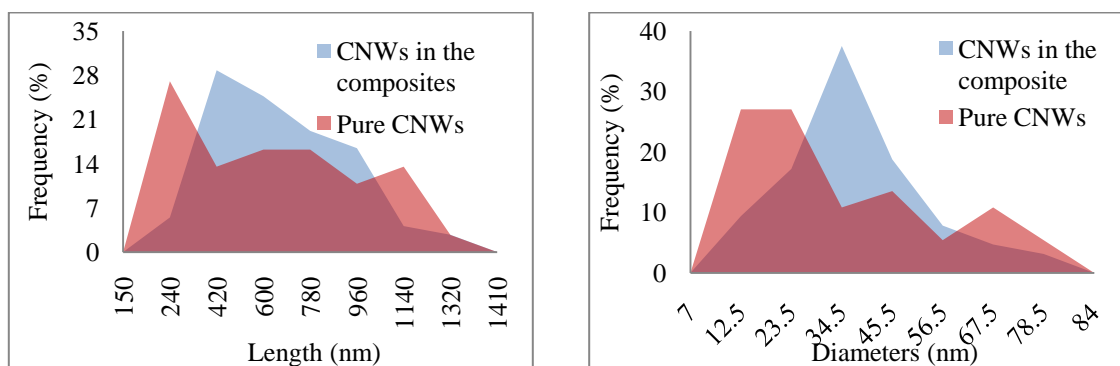 35
28
21
14
7
0
Frequency (%)
CNWs in the
composites
Pure CNWs
150
240
420
600
780
960
1140
1320
1410
Length (nm)
40
30
20
10
0
Frequency (%)
CNWs in the
composite
Pure CNWs
7
12.5
23.5
34.5
45.5
56.5
67.5
78.5
84
Diameters (nm)